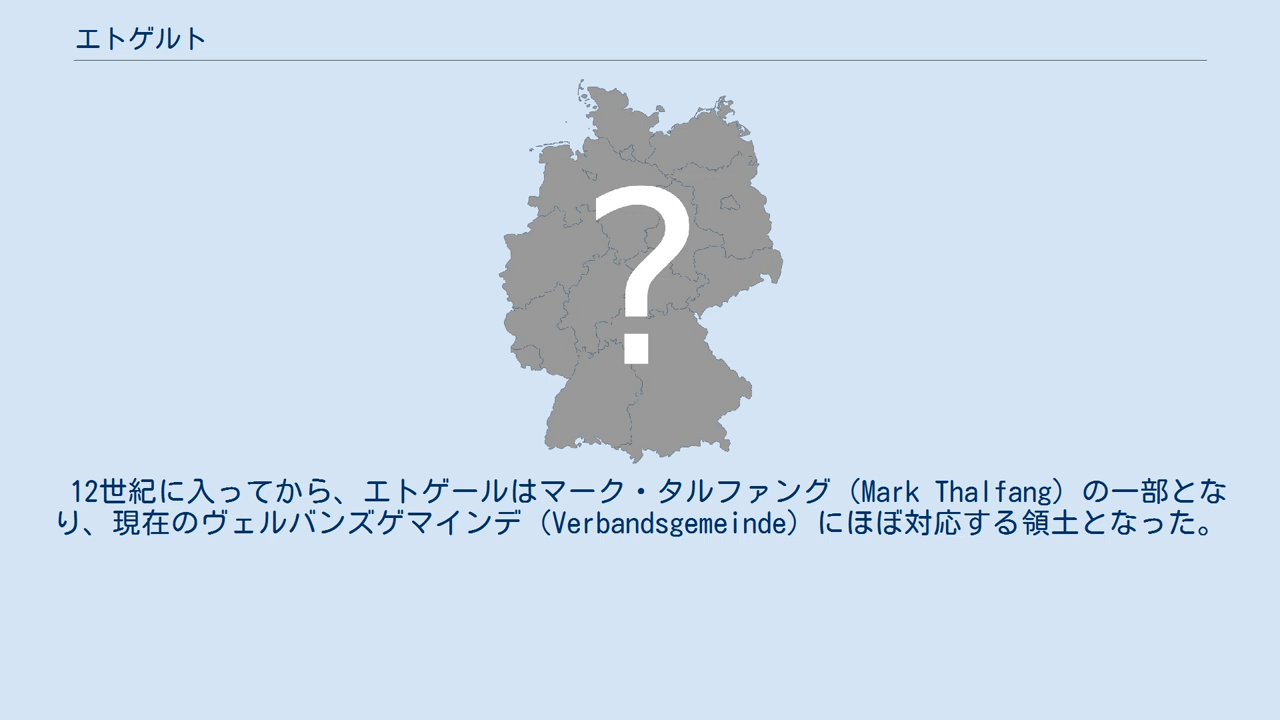 エトゲルト
?
12世紀に入ってから、エトゲールはマーク・タルファング（Mark Thalfang）の一部とな
り、現在のヴェルバンズゲマインデ（Verbandsgemeinde）にほぼ対応する領土となった。